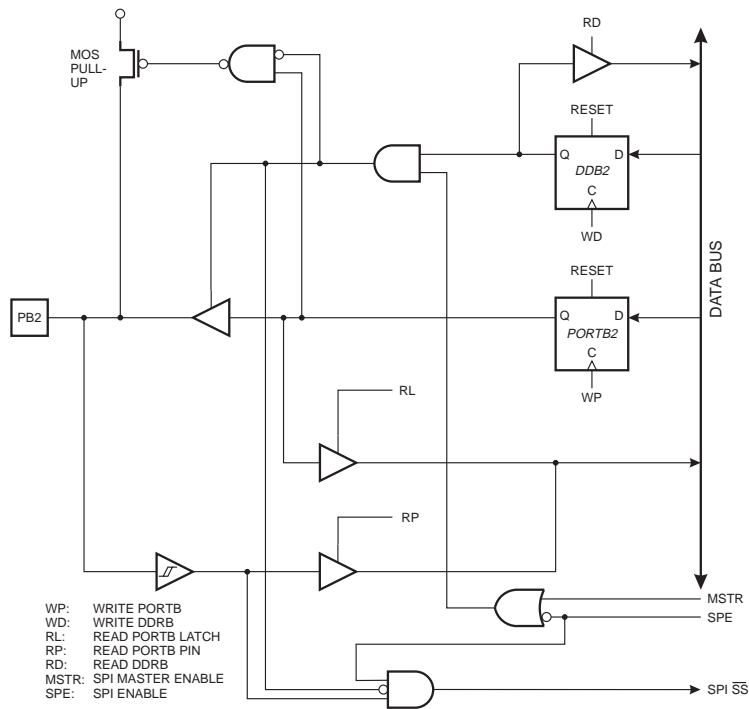 MOS
PULL-
UP
RD
RESET
Q D
DDB2
C
WD
RESET
PB2
Q D
PORTB2
C
WP
DATA BUS
RL
RP
WP: WRITE PORTB
WD: WRITE DDRB
RL: READ PORTB LATCH
RP: READ PORTB PIN
RD: READ DDRB
MSTR: SPI MASTER ENABLE
SPE: SPI ENABLE
MSTR
SPE
SPI S̅S̅